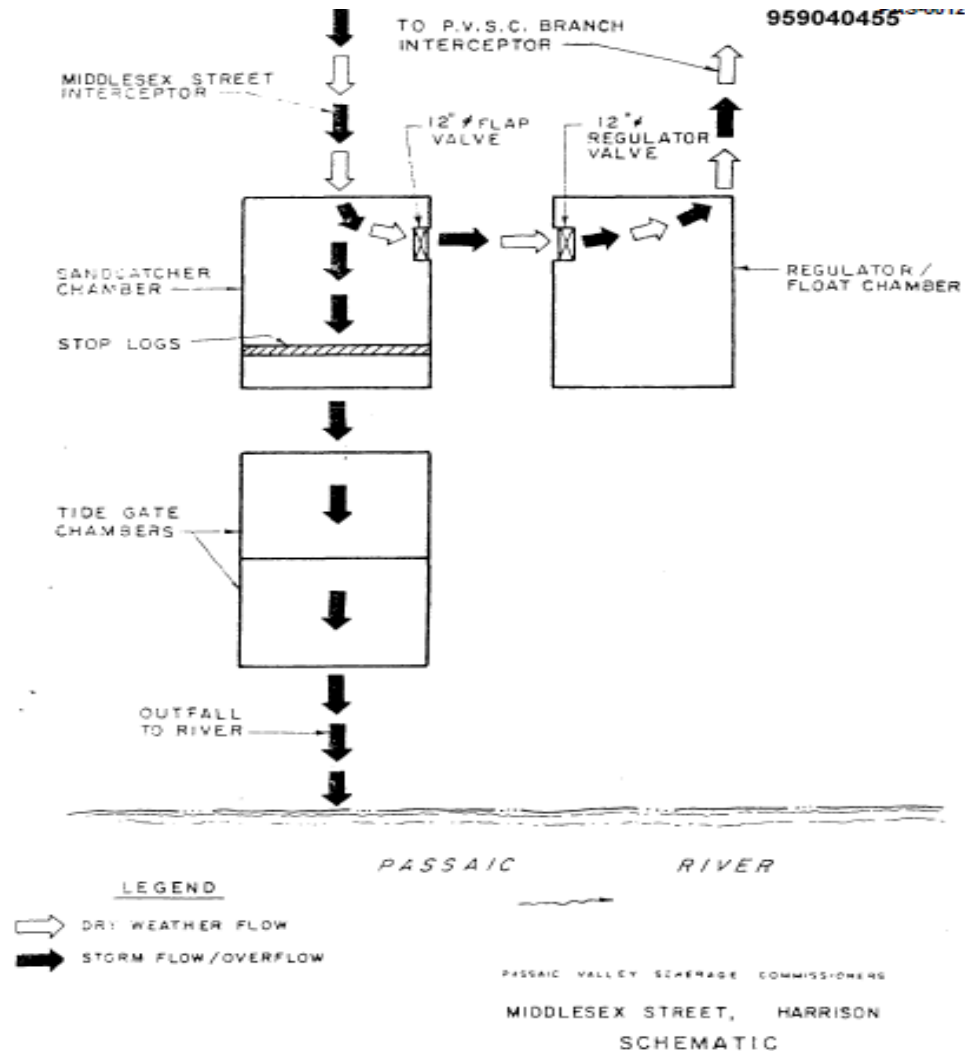 959040455
TO P.V.S.C. BRANCH
INTERCEPTOR
MIDDLESEX STREET
INTERCEPTOR
12" ø FLAP
VALVE
12" ø
REGULATOR
VALVE
SANDCATCHER
CHAMBER
REGULATOR/
FLOAT CHAMBER
STOP LOGS
TIDE GATE
CHAMBERS
OUTFALL
TO RIVER
PASSAIC RIVER
LEGEND
DRY WEATHER FLOW
STORM FLOW/OVERFLOW
PASSAIC VALLEY SEWERAGE COMMISSIONERS
MIDDLESEX STREET, HARRISON
SCHEMATIC